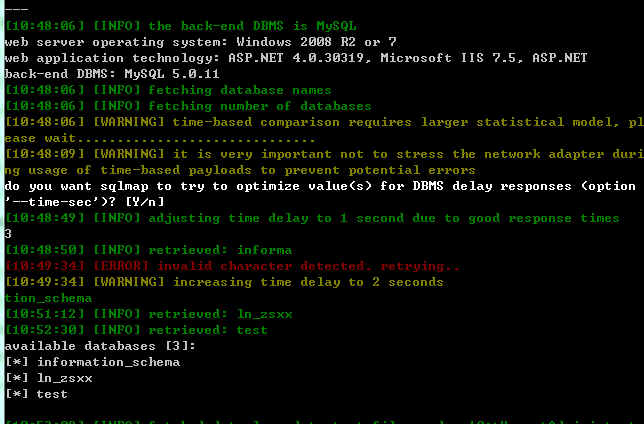 ---
[10:48:06] [INFO] the back-end DBMS is MySQL
web server operating system: Windows 2008 R2 or 7
web application technology: ASP.NET 4.0.30319, Microsoft IIS 7.5, ASP.NET
back-end DBMS: MySQL 5.0.11
[10:48:06] [INFO] fetching database names
[10:48:06] [INFO] fetching number of databases
[10:48:06] [WARNING] time-based comparison requires larger statistical model, pl
ease wait..............................
[10:48:09] [WARNING] it is very important not to stress the network adapter duri
ng usage of time-based payloads to prevent potential errors
do you want sqlmap to try to optimize value(s) for DBMS delay responses (option
'--time-sec')? [Y/n]
[10:48:49] [INFO] adjusting time delay to 1 second due to good response times
3
[10:48:50] [INFO] retrieved: informa
[10:49:34] [ERROR] invalid character detected. retrying..
[10:49:34] [WARNING] increasing time delay to 2 seconds
tion_schema
[10:51:12] [INFO] retrieved: ln_zsxx
[10:52:30] [INFO] retrieved: test
available databases [3]:
[*] information_schema
[*] ln_zsxx
[*] test